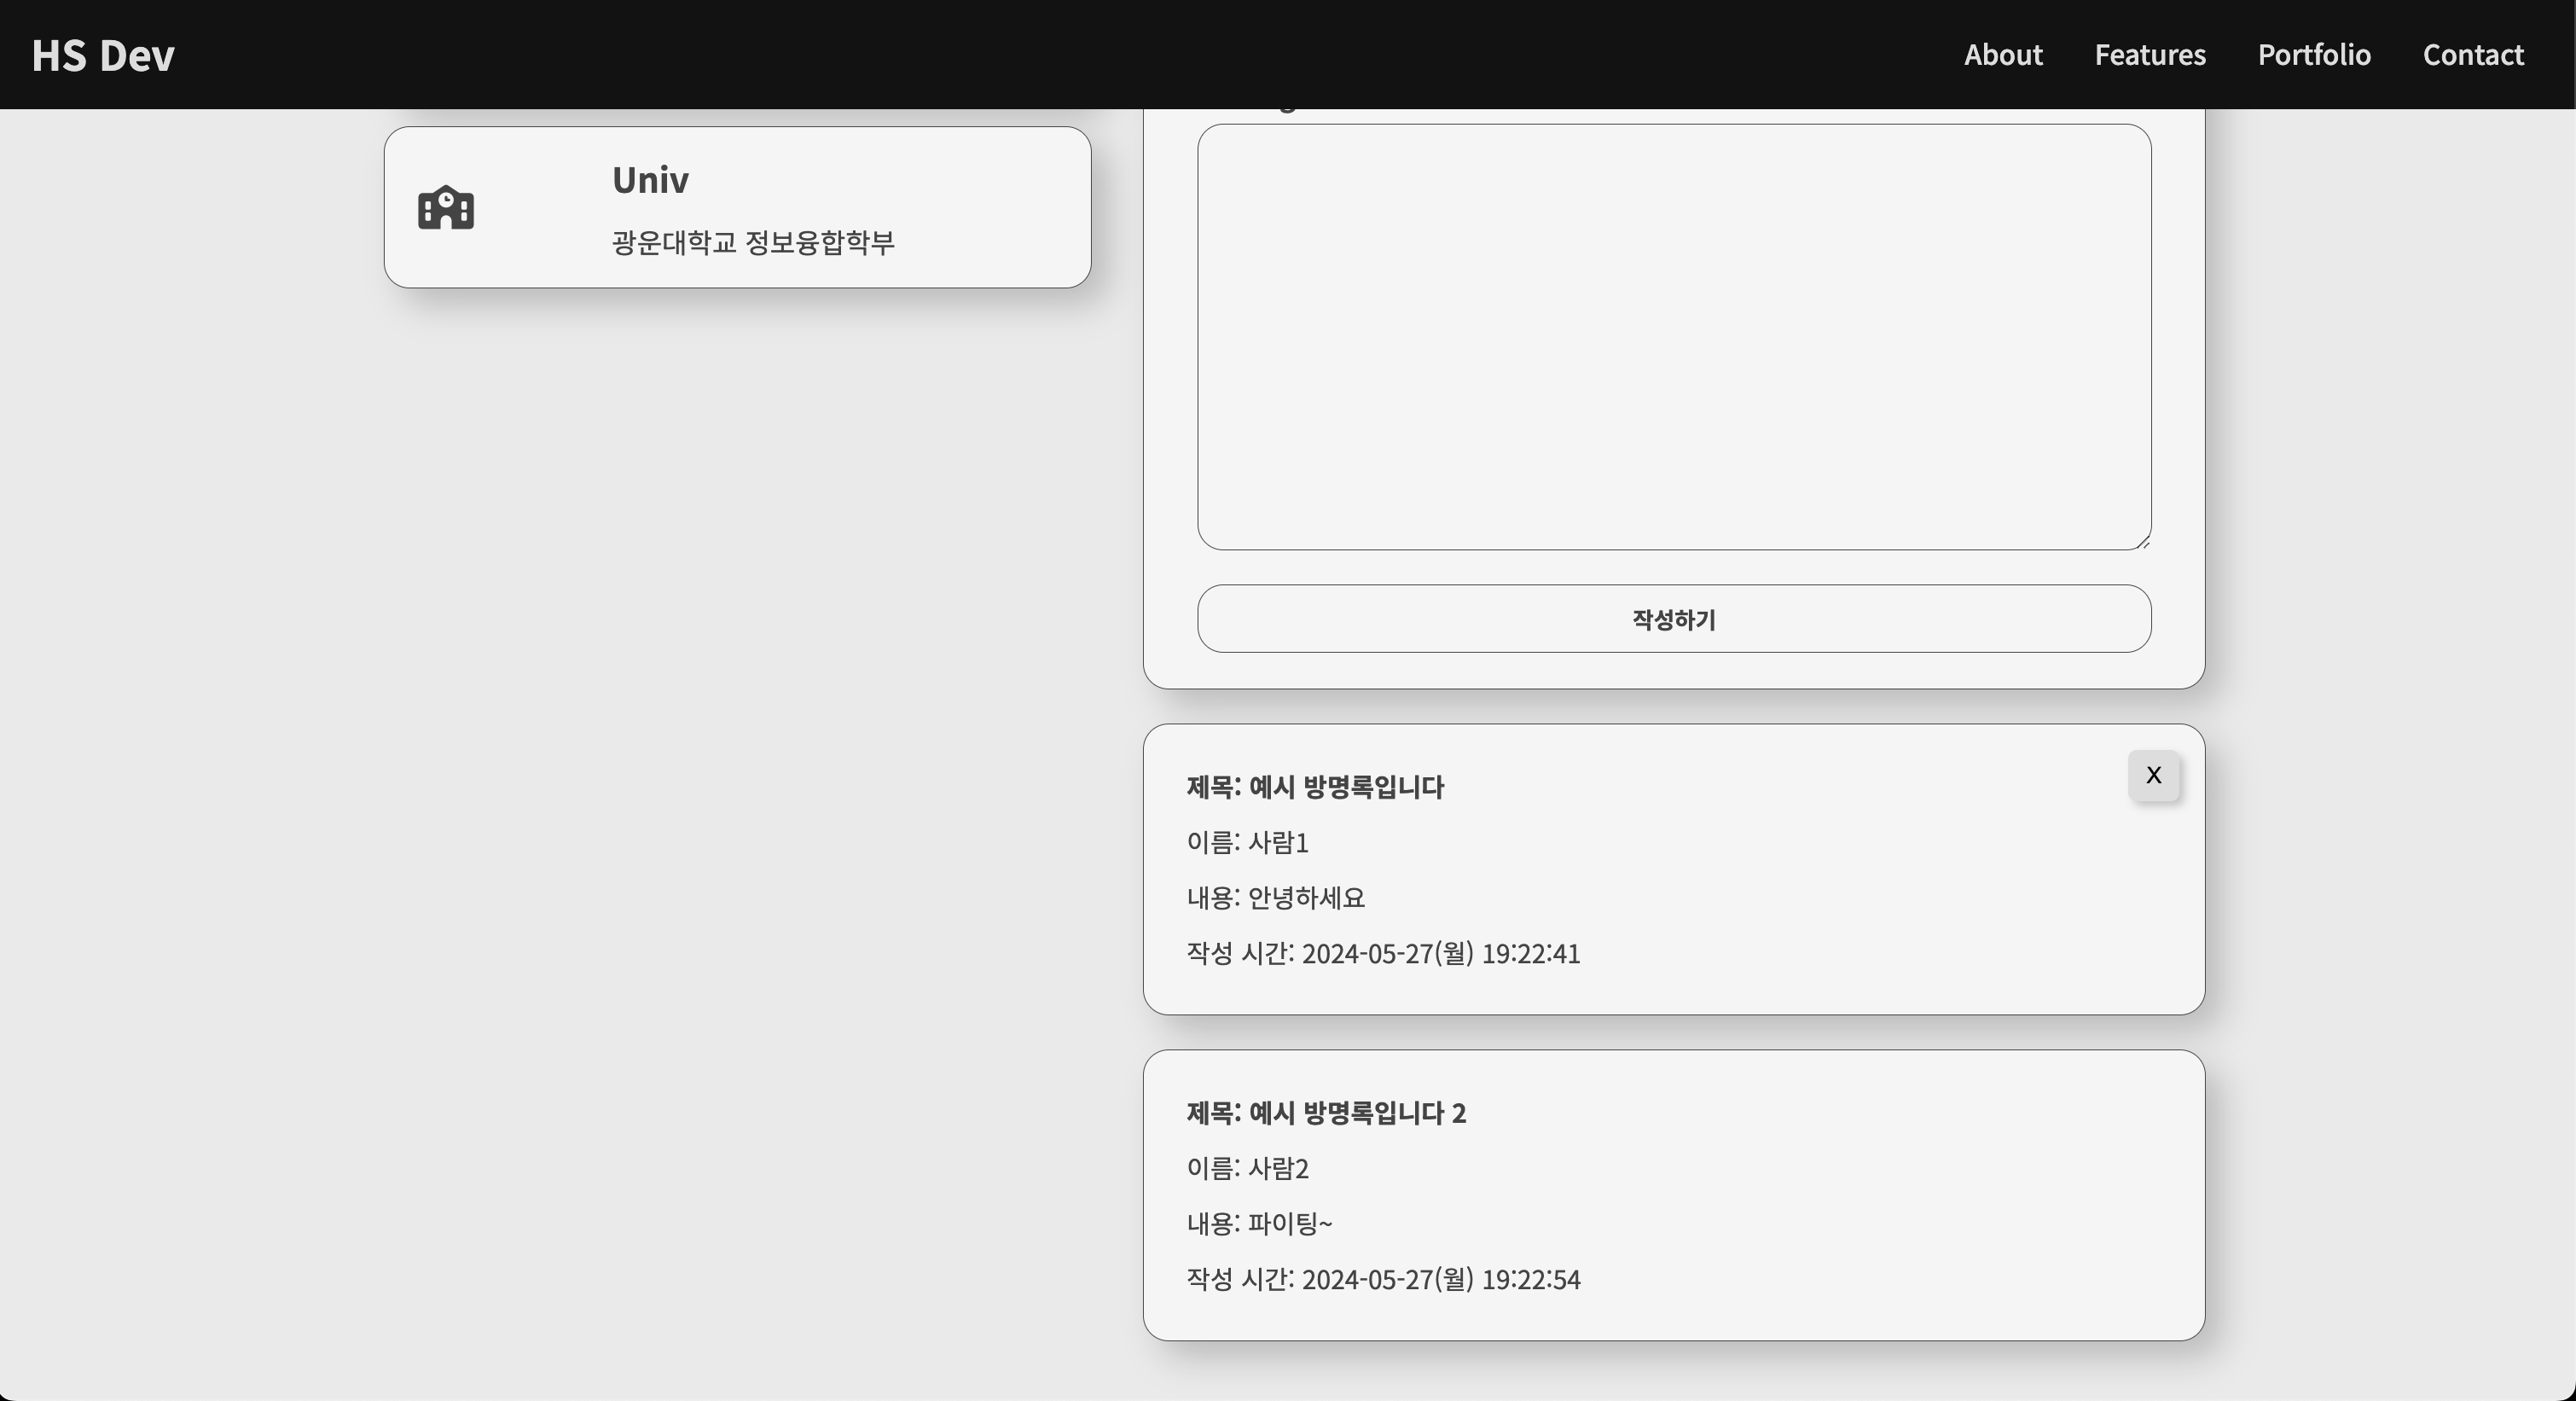 HS Dev
About
Features
Portfolio
Contact
Univ
광운대학교 정보융합학부
작성하기
X
제목: 예시 방명록입니다
이름: 사람1
내용: 안녕하세요
작성 시간: 2024-05-27(월) 19:22:41
제목: 예시 방명록입니다 2
이름: 사람2
내용: 파이팅~
작성 시간: 2024-05-27(월) 19:22:54